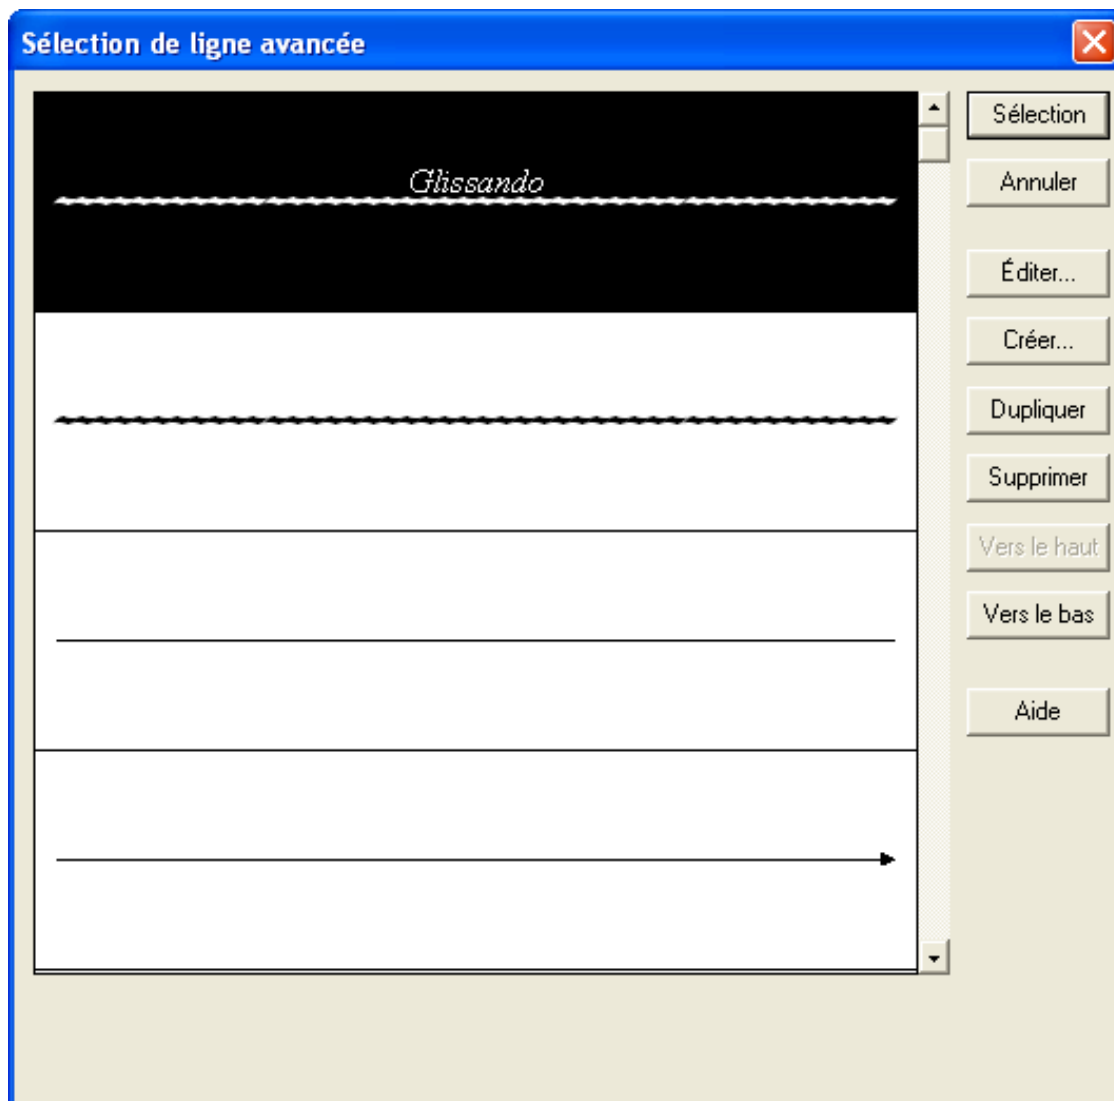 Sélection de ligne avancée
Glissando
Sélection
Annuler
Éditer...
Créer...
Dupliquer
Supprimer
Vers le haut
Vers le bas
Aide